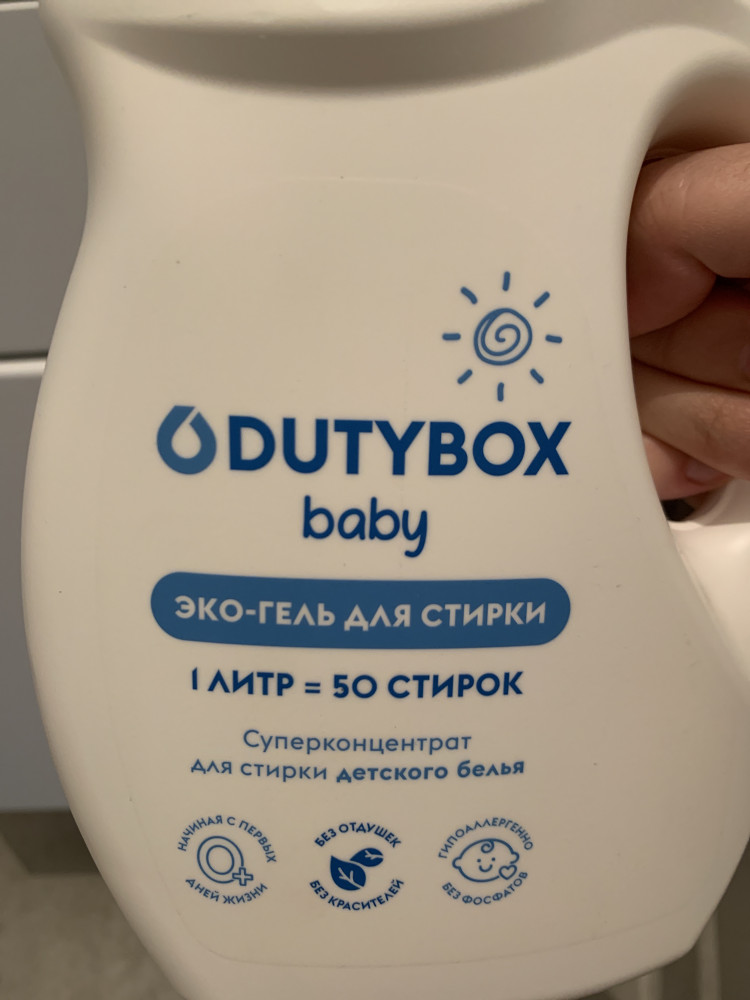 DUTYBOX
baby
ЭКО-ГЕЛЬ ДЛЯ СТИРКИ
1 ЛИТР = 50 СТИРОК
Суперконцентрат
для стирки детского белья
НАЧИНАЯ С ПЕРВЫХ
0+
ДНЕЙ ЖИЗНИ
БЕЗ ОТДУШЕК
БЕЗ КРАСИТЕЛЕЙ
ГИПОАЛЛЕРГЕННО
БЕЗ ФОСФАТОВ